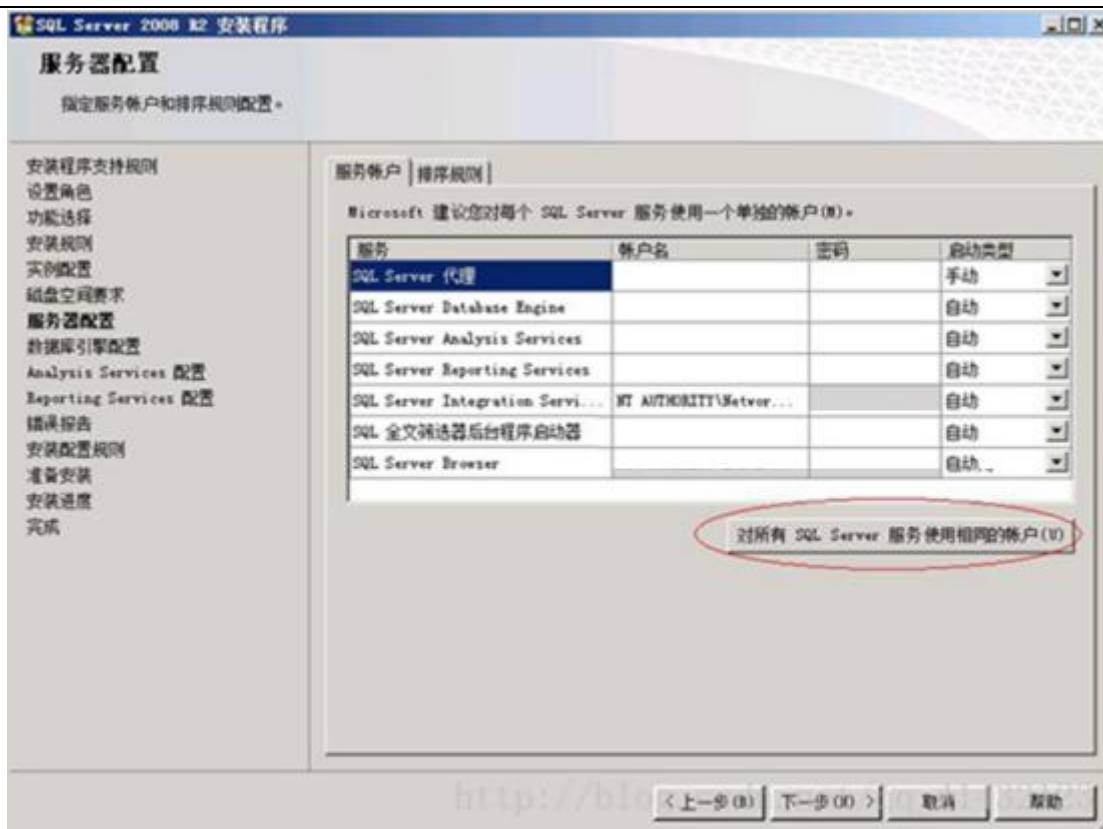 SQL Server 2008 R2 安装程序
服务器配置
指定服务帐户和排序规则配置。
安装程序支持规则
设置角色
功能选择
安装规则
实例配置
磁盘空间要求
服务器配置
数据库引擎配置
Analysis Services 配置
Reporting Services 配置
错误报告
安装配置规则
准备安装
安装进度
完成
服务帐户 排序规则
Microsoft 建议您对每个 SQL Server 服务使用一个单独的帐户(M)。
服务 帐户名 密码 启动类型
SQL Server 代理 手动
SQL Server Database Engine 自动
SQL Server Analysis Services 自动
SQL Server Reporting Services 自动
SQL Server Integration Servi... NT AUTHORITY\Networ... 自动
SQL 全文筛选器后台程序启动器 自动
SQL Server Browser 自动
对所有 SQL Server 服务使用相同的帐户(U)
< 上一步(B) 下一步(N) > 取消 帮助